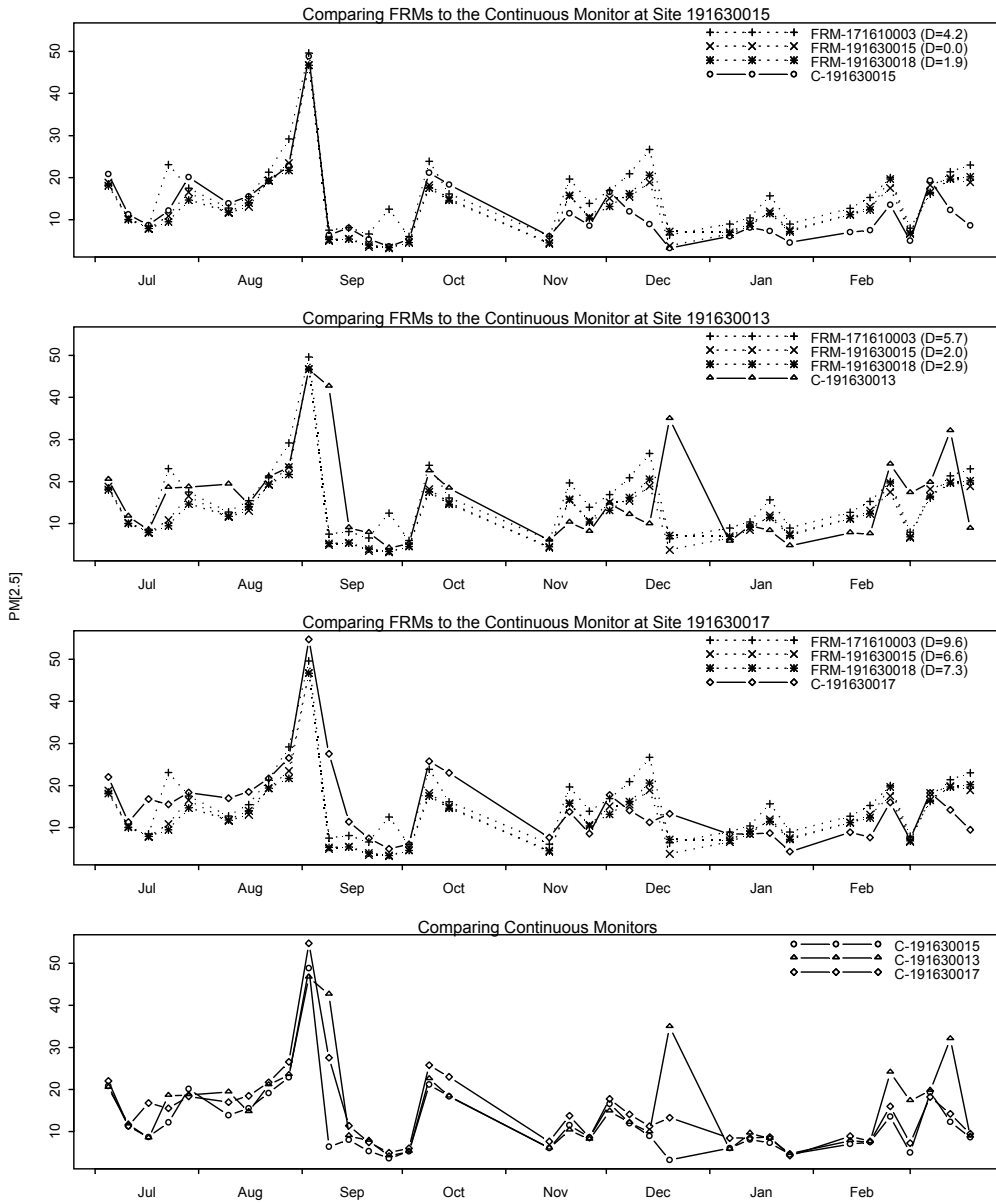 Comparing FRMs to the Continuous Monitor at Site 191630015
FRM-171610003 (D=4.2)
FRM-191630015 (D=0.0)
FRM-191630018 (D=1.9)
C-191630015
50
40
30
20
10
Jul Aug Sep Oct Nov Dec Jan Feb
Comparing FRMs to the Continuous Monitor at Site 191630013
FRM-171610003 (D=5.7)
FRM-191630015 (D=2.0)
FRM-191630018 (D=2.9)
C-191630013
50
40
30
20
10
Jul Aug Sep Oct Nov Dec Jan Feb
PM[2.5]
Comparing FRMs to the Continuous Monitor at Site 191630017
FRM-171610003 (D=9.6)
FRM-191630015 (D=6.6)
FRM-191630018 (D=7.3)
C-191630017
50
40
30
20
10
Jul Aug Sep Oct Nov Dec Jan Feb
Comparing Continuous Monitors
C-191630015
C-191630013
C-191630017
50
40
30
20
10
Jul Aug Sep Oct Nov Dec Jan Feb